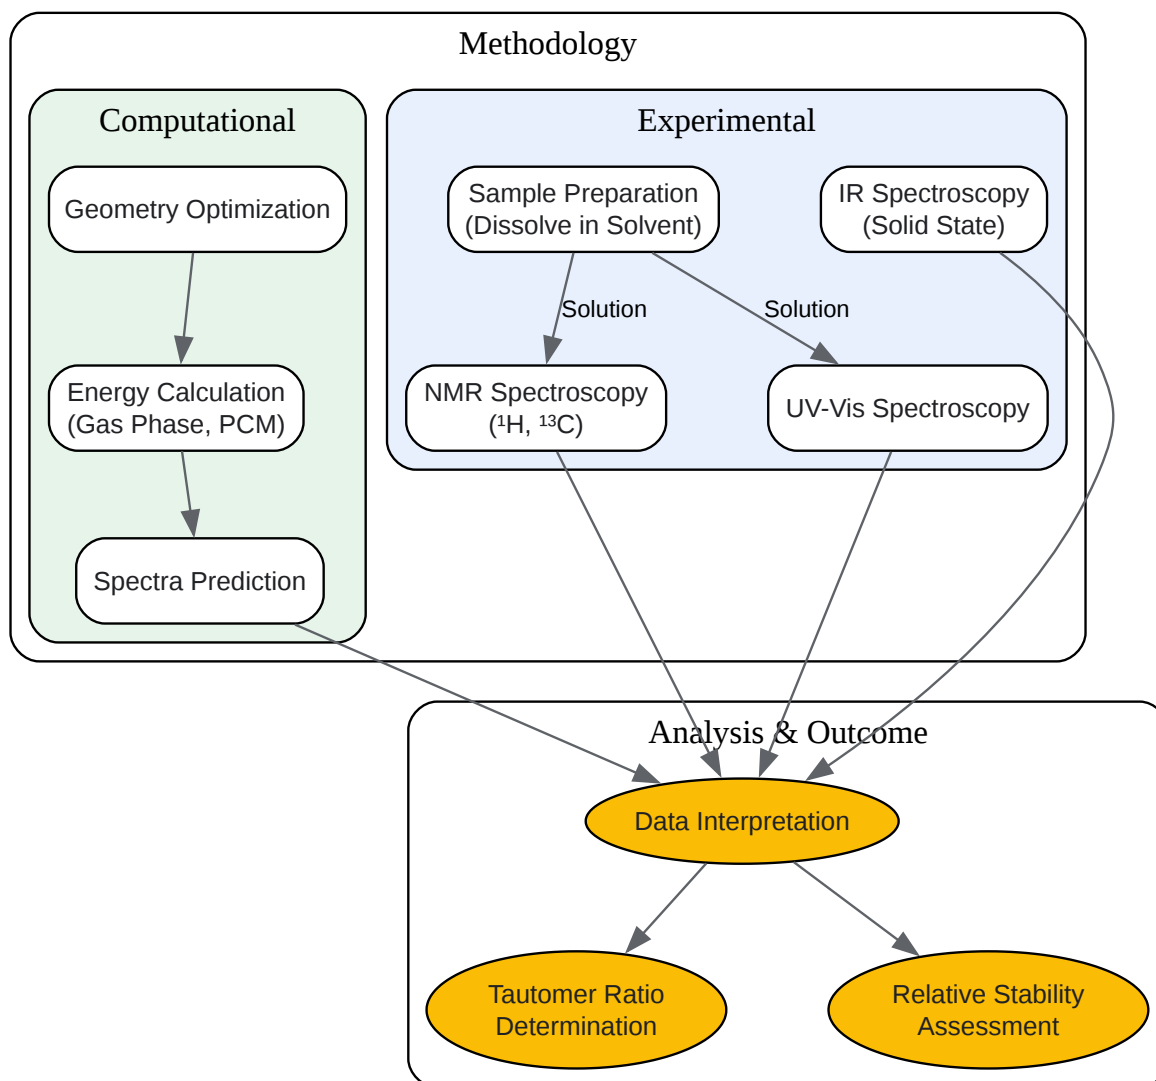 Methodology
Computational
Experimental
Geometry Optimization
Sample Preparation
(Dissolve in Solvent)
IR Spectroscopy
(Solid State)
Solution
Solution
Energy Calculation
(Gas Phase, PCM)
NMR Spectroscopy
(¹H, ¹³C)
UV-Vis Spectroscopy
Spectra Prediction
Analysis & Outcome
Data Interpretation
Tautomer Ratio
Determination
Relative Stability
Assessment